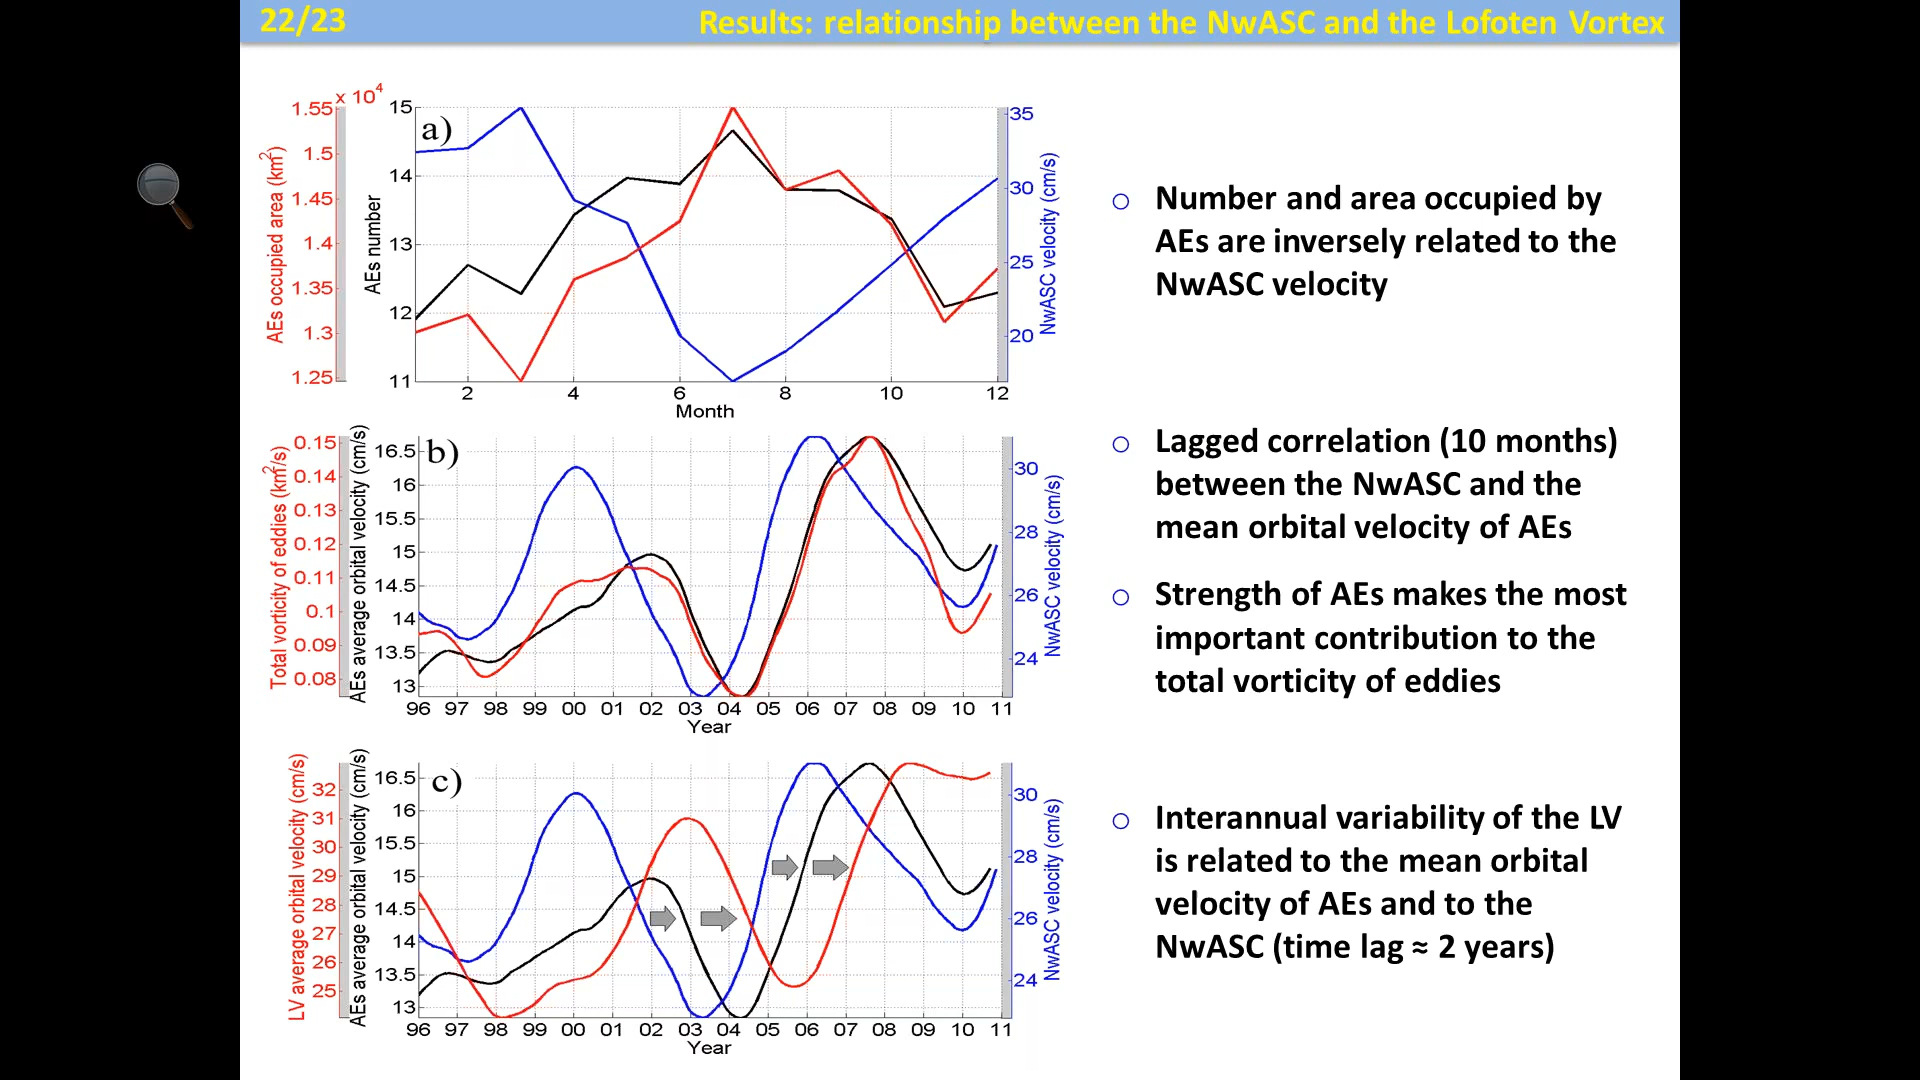 22/23
Results: relationship between the NwASC and the Lofoten Vortex
x 10^4
1.55
1.5
1.45
1.4
1.35
1.3
1.25
AEs occupied area (km²)
15
14
13
12
11
AEs number
a)
35
30
25
20
NwASC velocity (cm/s)
2 4 6 8 10 12
Month
Number and area occupied by
AEs are inversely related to the
NwASC velocity
0.15
0.14
0.13
0.12
0.11
0.1
0.09
0.08
Total vorticity of eddies (km²/s)
16.5
16
15.5
15
14.5
14
13.5
13
AEs average orbital velocity (cm/s)
b)
30
28
26
24
NwASC velocity (cm/s)
96 97 98 99 00 01 02 03 04 05 06 07 08 09 10 11
Year
Lagged correlation (10 months)
between the NwASC and the
mean orbital velocity of AEs
Strength of AEs makes the most
important contribution to the
total vorticity of eddies
32
31
30
29
28
27
26
25
LV average orbital velocity (cm/s)
16.5
16
15.5
15
14.5
14
13.5
13
AEs average orbital velocity (cm/s)
c)
30
28
26
24
NwASC velocity (cm/s)
96 97 98 99 00 01 02 03 04 05 06 07 08 09 10 11
Year
Interannual variability of the LV
is related to the mean orbital
velocity of AEs and to the
NwASC (time lag ≈ 2 years)